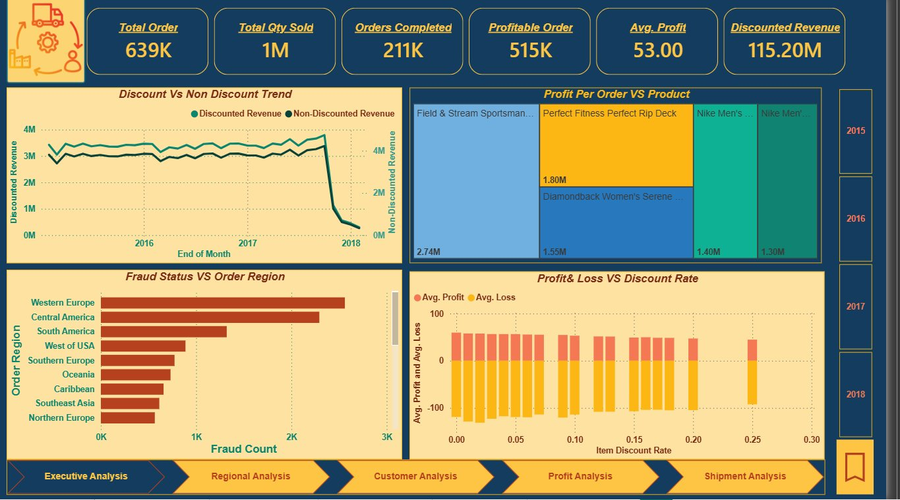 Total Order
639K
Total Qty Sold
1M
Orders Completed
211K
Profitable Order
515K
Avg. Profit
53.00
Discounted Revenue
115.20M
Discount Vs Non Discount Trend
Discounted Revenue Non-Discounted Revenue
Discounted Revenue
4M
3M
2M
1M
0M
4M
2M
0M
Non-Discounted Revenue
2016 2017 2018
End of Month
Profit Per Order VS Product
Field & Stream Sportsman...
2.74M
Perfect Fitness Perfect Rip Deck
1.80M
Diamondback Women's Serene ...
1.55M
Nike Men's ...
1.40M
Nike Men'...
1.30M
2015
2016
2017
2018
Fraud Status VS Order Region
Order Region
Western Europe
Central America
South America
West of USA
Southern Europe
Oceania
Caribbean
Southeast Asia
Northern Europe
0K 1K 2K 3K
Fraud Count
Profit& Loss VS Discount Rate
Avg. Profit Avg. Loss
Avg. Profit and Avg. Loss
100
0
-100
0.00 0.05 0.10 0.15 0.20 0.25 0.30
Item Discount Rate
Executive Analysis
Regional Analysis
Customer Analysis
Profit Analysis
Shipment Analysis